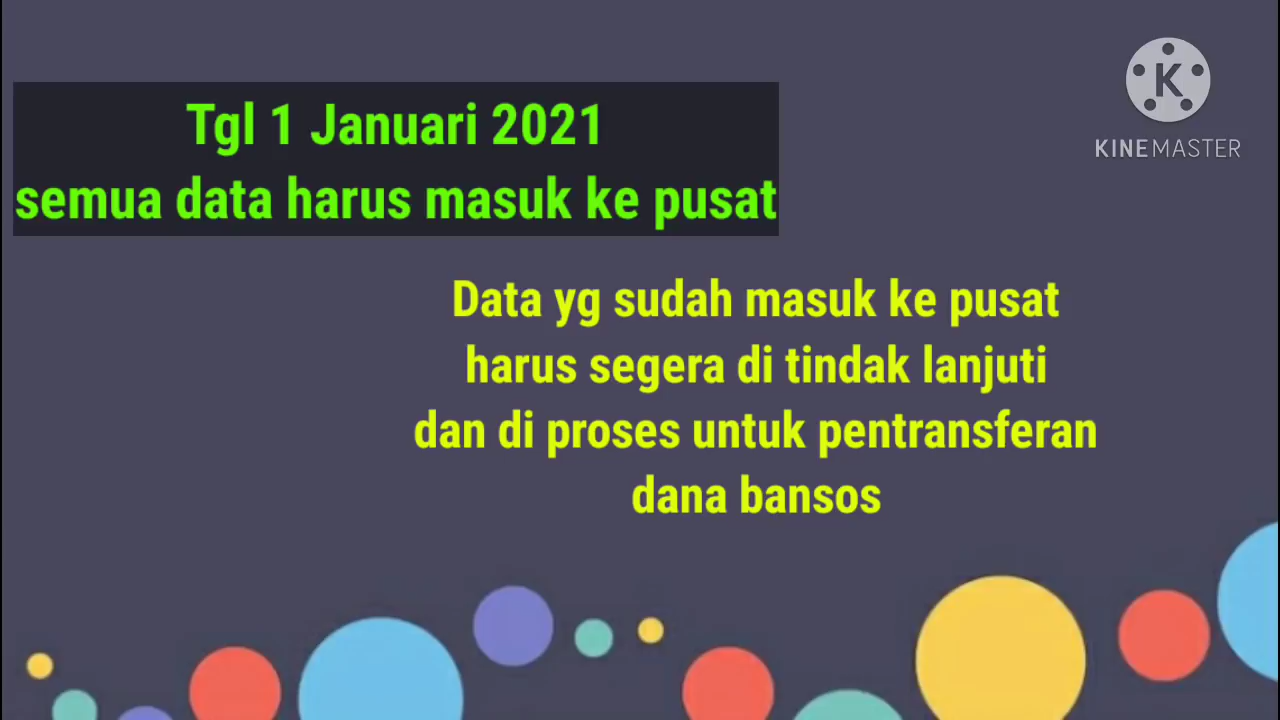 Tgl 1 Januari 2021
semua data harus masuk ke pusat
Data yg sudah masuk ke pusat
harus segera di tindak lanjuti
dan di proses untuk pentransferan
dana bansos
K
KINEMASTER